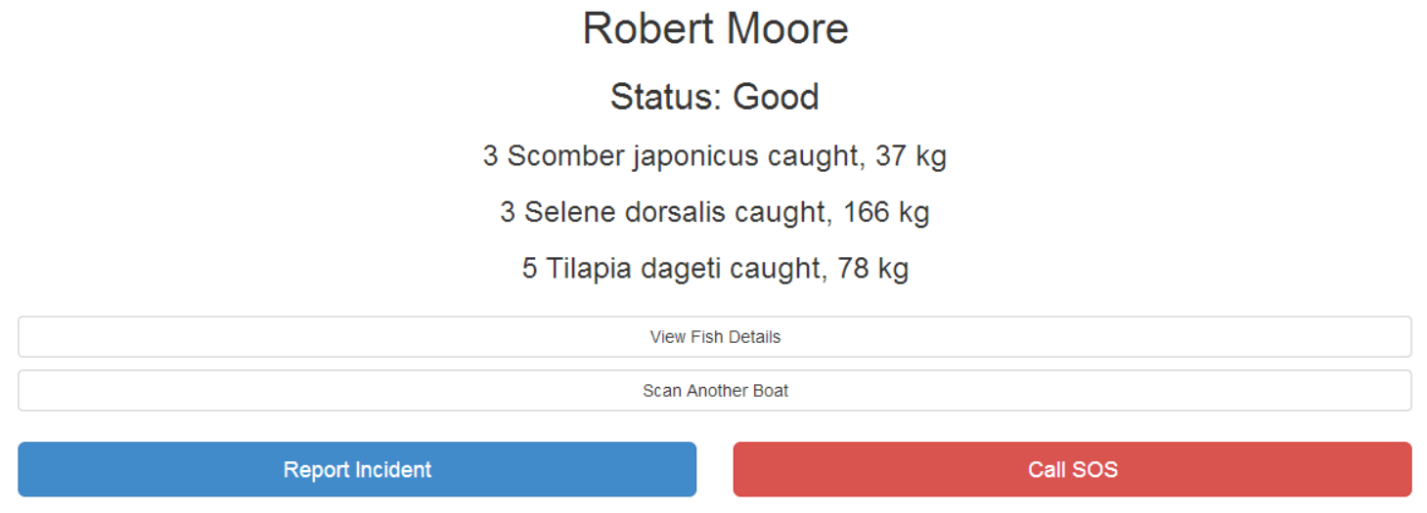 Robert Moore
Status: Good
3 Scomber japonicus caught, 37 kg
3 Selene dorsalis caught, 166 kg
5 Tilapia dageti caught, 78 kg
View Fish Details
Scan Another Boat
Report Incident
Call SOS